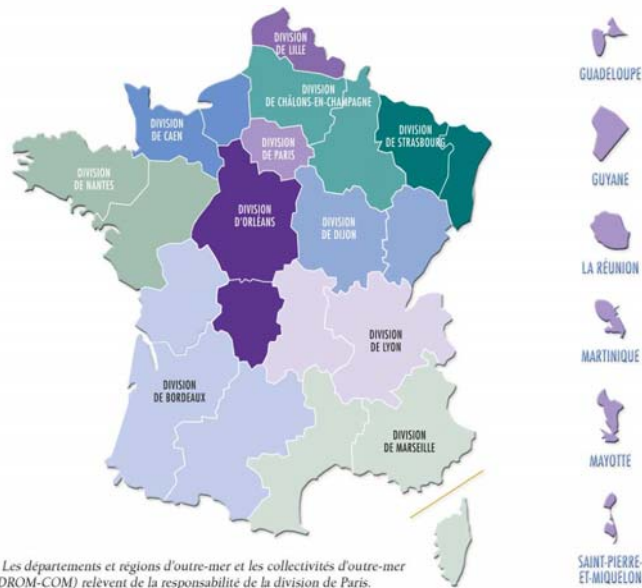 DIVISION
DE LILLE
DIVISION
DE CHÂLONS-EN-CHAMPAGNE
DIVISION
DE CAEN
DIVISION
DE PARIS
DIVISION
DE STRASBOURG
DIVISION
DE NANTES
DIVISION
D'ORLÉANS
DIVISION
DE DIJON
DIVISION
DE LYON
DIVISION
DE BORDEAUX
DIVISION
DE MARSEILLE
GUADELOUPE
GUYANE
LA RÉUNION
MARTINIQUE
MAYOTTE
SAINT-PIERRE-
ET-MIQUELON
Les départements et régions d'outre-mer et les collectivités d'outre-mer
DROM-COM) relèvent de la responsabilité de la division de Paris.